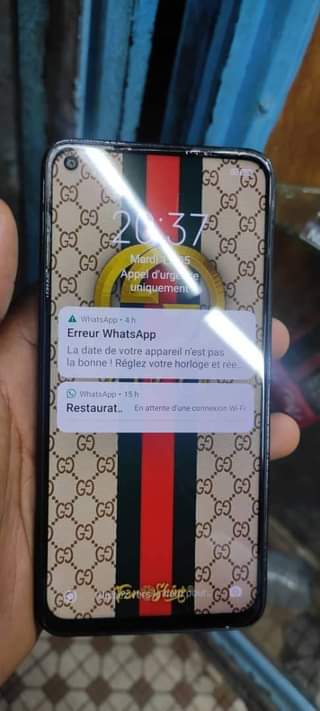 20:37
Mardi
Appel d'urgence
uniquement
WhatsApp • 4 h
Erreur WhatsApp
La date de votre appareil n'est pas
la bonne ! Réglez votre horloge et rée...
WhatsApp • 15 h
Restaurat.. En attente d'une connexion Wi-Fi